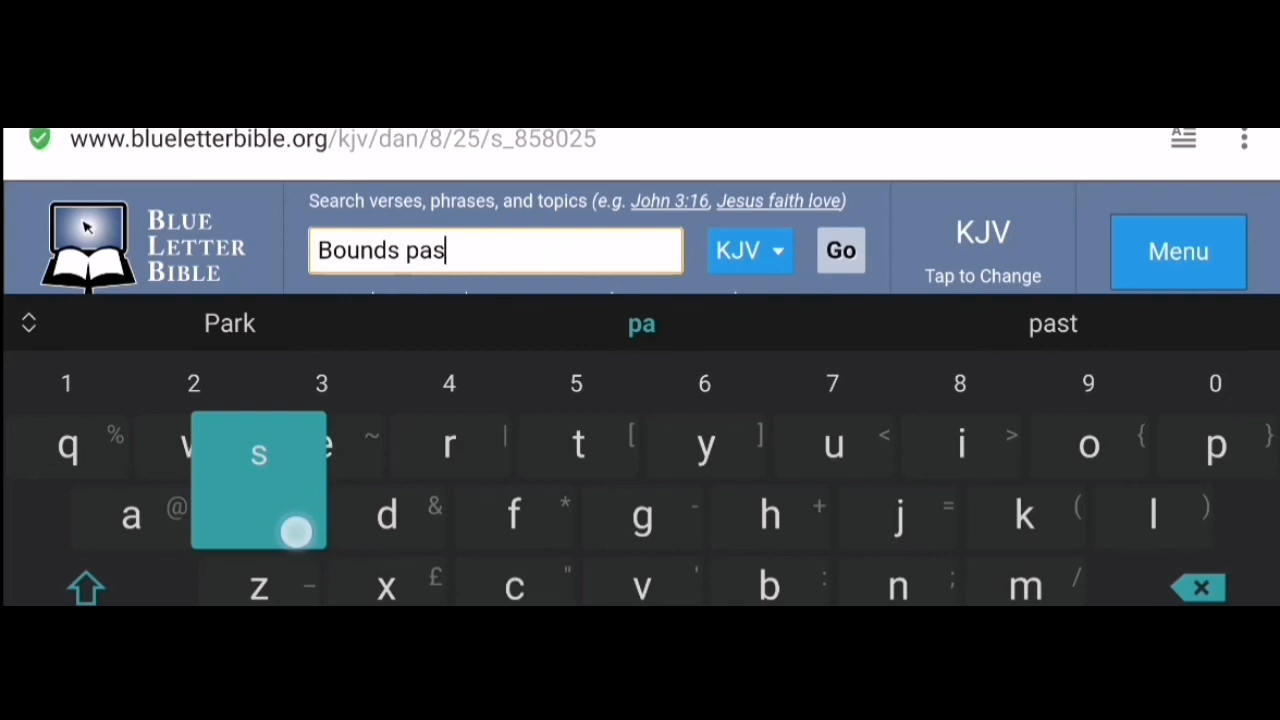 www.blueletterbible.org/kjv/dan/8/25/s_858025
Search verses, phrases, and topics (e.g. John 3:16, Jesus faith love)
BLUE
LETTER
BIBLE
Bounds pas
KJV
Go
KJV
Tap to Change
Menu
Park pa past
1 2 3 4 5 6 7 8 9 0
q % w e ~ r | t [ y ] u < i > o { p }
a @ s d & f * g - h + j = k ( l )
z _ x £ c " v ' b : n ; m /